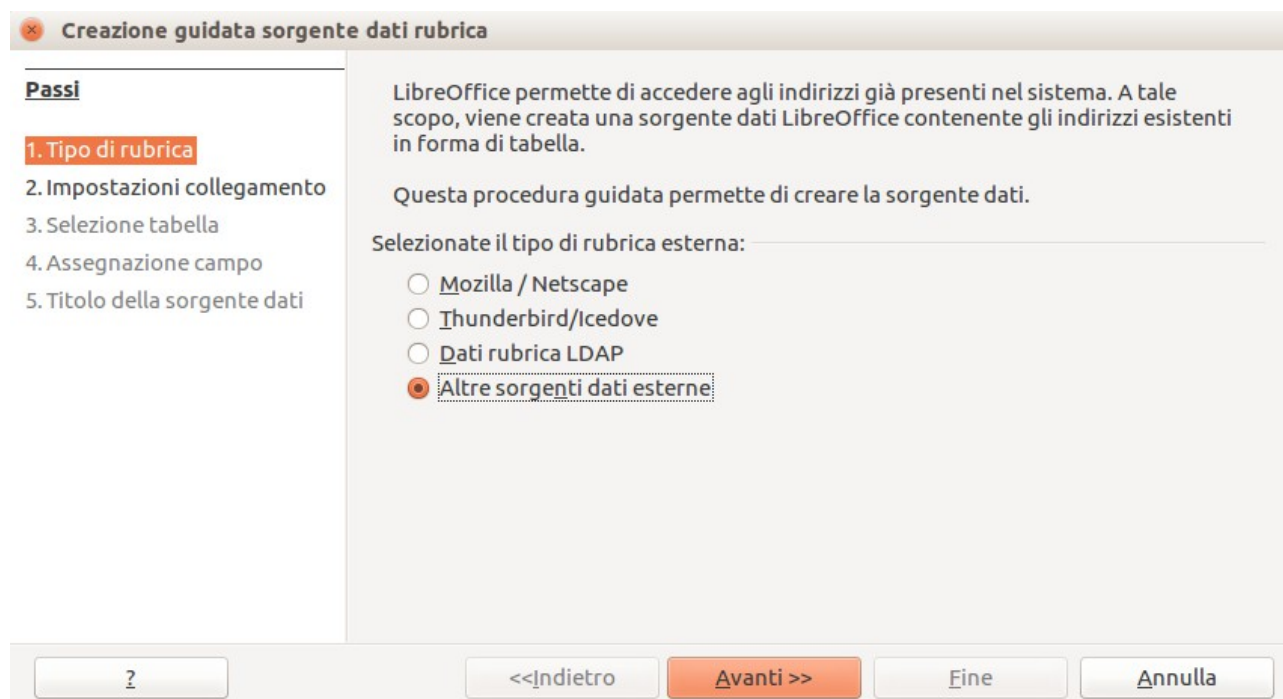 Creazione guidata sorgente dati rubrica
Passi
1. Tipo di rubrica
2. Impostazioni collegamento
3. Selezione tabella
4. Assegnazione campo
5. Titolo della sorgente dati
LibreOffice permette di accedere agli indirizzi già presenti nel sistema. A tale
scopo, viene creata una sorgente dati LibreOffice contenente gli indirizzi esistenti
in forma di tabella.
Questa procedura guidata permette di creare la sorgente dati.
Selezionate il tipo di rubrica esterna:
Mozilla / Netscape
Thunderbird/Icedove
Dati rubrica LDAP
Altre sorgenti dati esterne
?
<<Indietro
Avanti >>
Fine
Annulla